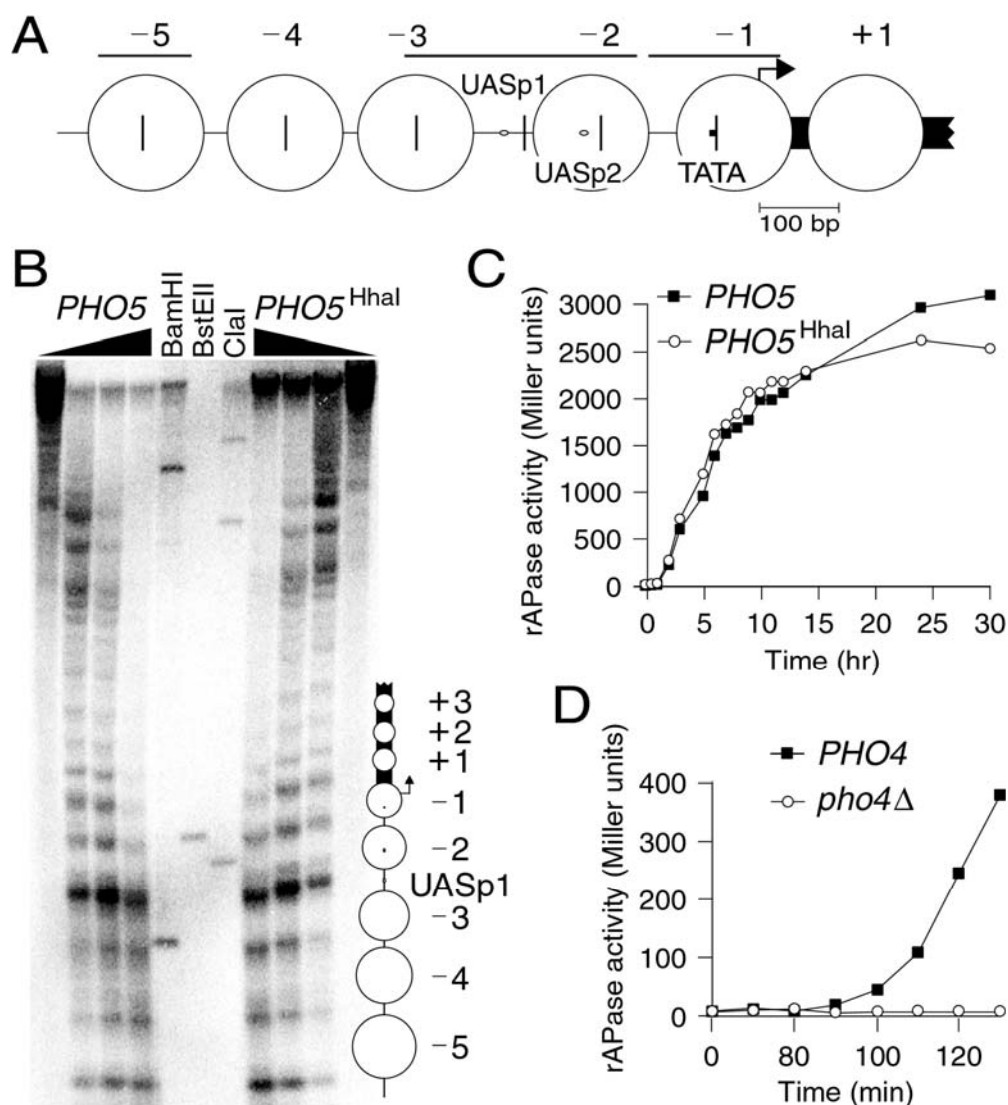 A
−5 −4 −3 −2 −1 +1
UASp1
UASp2 TATA
100 bp
B
PHO5 BamHI BstEII ClaI PHO5 HhaI
+3
+2
+1
−1
−2
UASp1
−3
−4
−5
C
PHO5
PHO5 HhaI
rAPase activity (Miller units)
3000
2500
2000
1500
1000
500
0
0 5 10 15 20 25 30
Time (hr)
D
PHO4
pho4Δ
rAPase activity (Miller units)
400
300
200
100
0
0 80 100 120
Time (min)